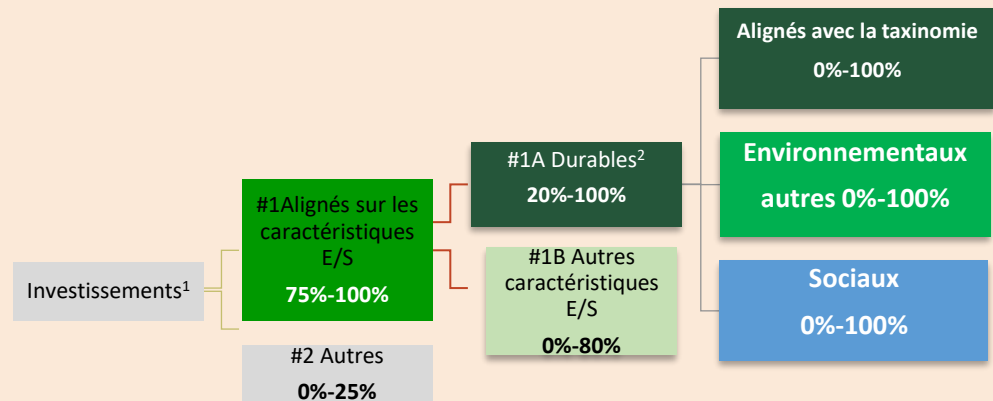 Investissements¹
#1Alignés sur les
caractéristiques
E/S
75%-100%
#2 Autres
0%-25%
#1A Durables²
20%-100%
#1B Autres
caractéristiques
E/S
0%-80%
Alignés avec la taxinomie
0%-100%
Environnementaux
autres 0%-100%
Sociaux
0%-100%